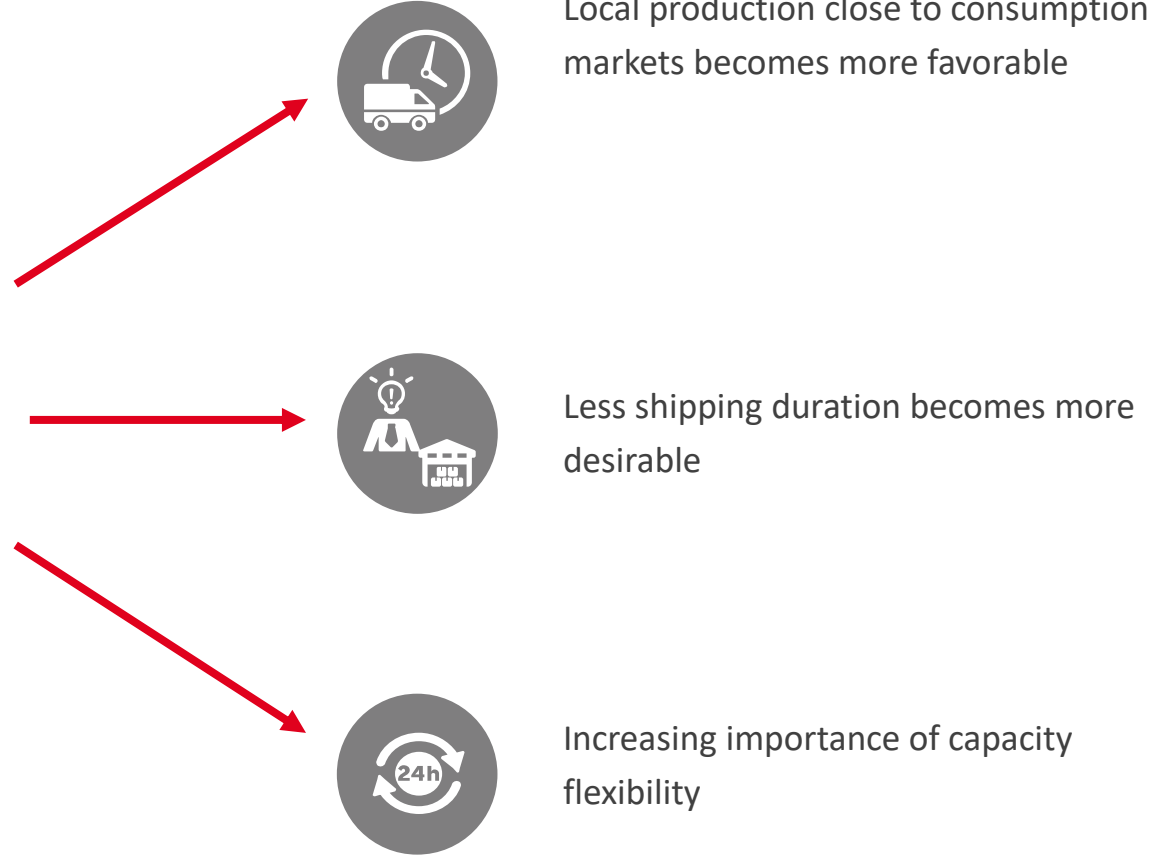 Local production close to consumption
markets becomes more favorable
Less shipping duration becomes more
desirable
24h
Increasing importance of capacity
flexibility